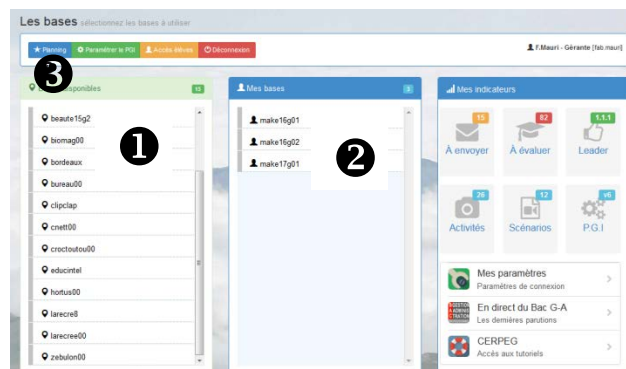 Les bases sélectionnez les bases à utiliser
Planning Paramétrer le PGI Accès élèves Déconnexion
F.Mauri - Gérante [fab.mauri]
3
disponibles 15
1
beaute15g2
biomag00
bordeaux
bureau00
clipclap
cnett00
croctoutou00
educintel
hortus00
larecre8
larecree00
zebulon00
Mes bases 3
2
make16g01
make16g02
make17g01
Mes indicateurs
15 82 1.1.1
À envoyer À évaluer Leader
26 12 v6
Activités Scénarios P.G.I
Mes paramètres
Paramètres de connexion
En direct du Bac G-A
Les dernières parutions
CERPEG
Accès aux tutoriels